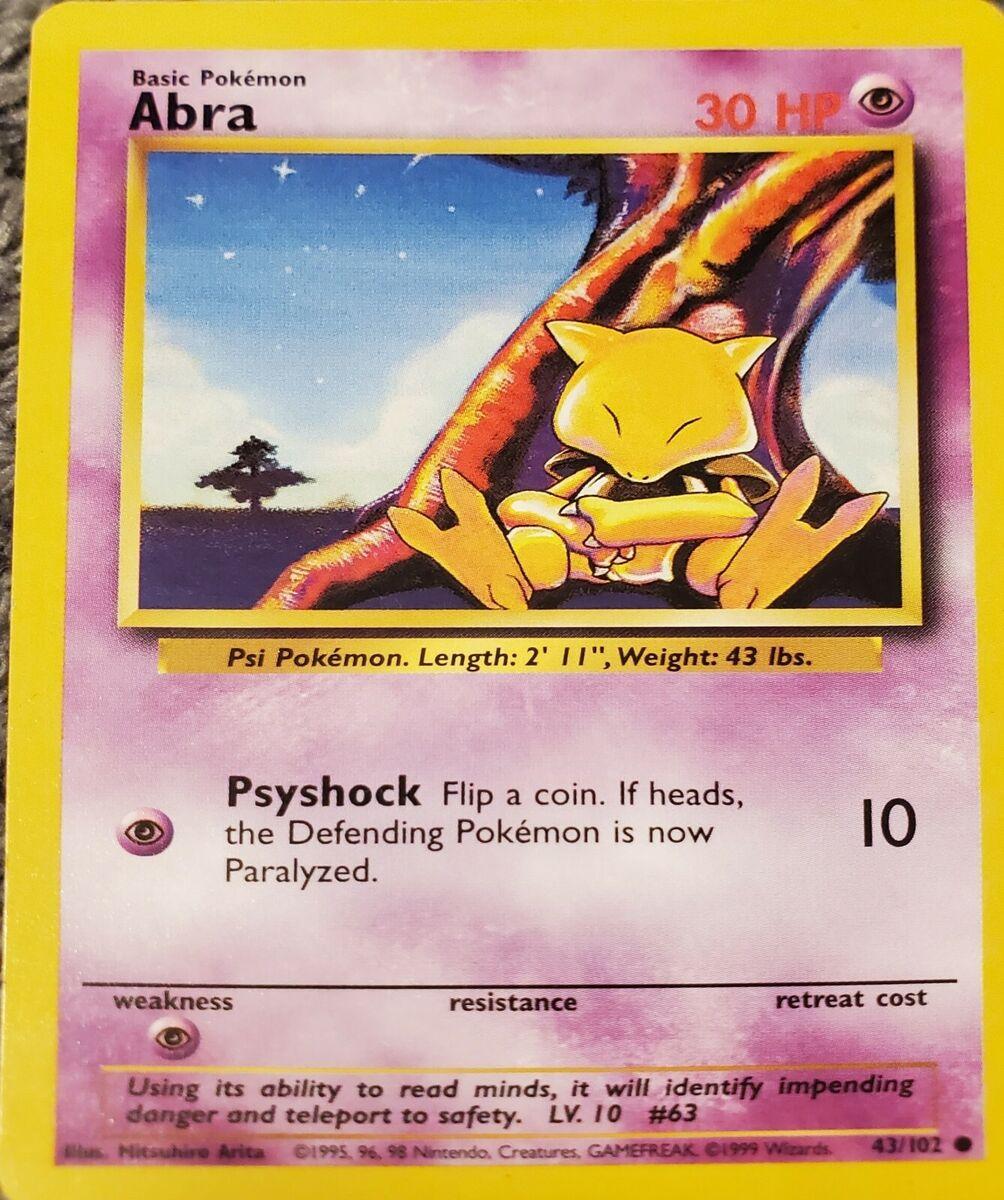 Basic Pokémon
Abra
30 HP
Psi Pokémon. Length: 2' 11", Weight: 43 lbs.
Psyshock Flip a coin. If heads,
the Defending Pokémon is now
Paralyzed.
10
weakness
resistance
retreat cost
Using its ability to read minds, it will identify impending
danger and teleport to safety. LV. 10 #63
Illus. Mitsuhiro Arita ©1995, 96, 98 Nintendo, Creatures, GAMEFREAK. ©1999 Wizards. 43/102